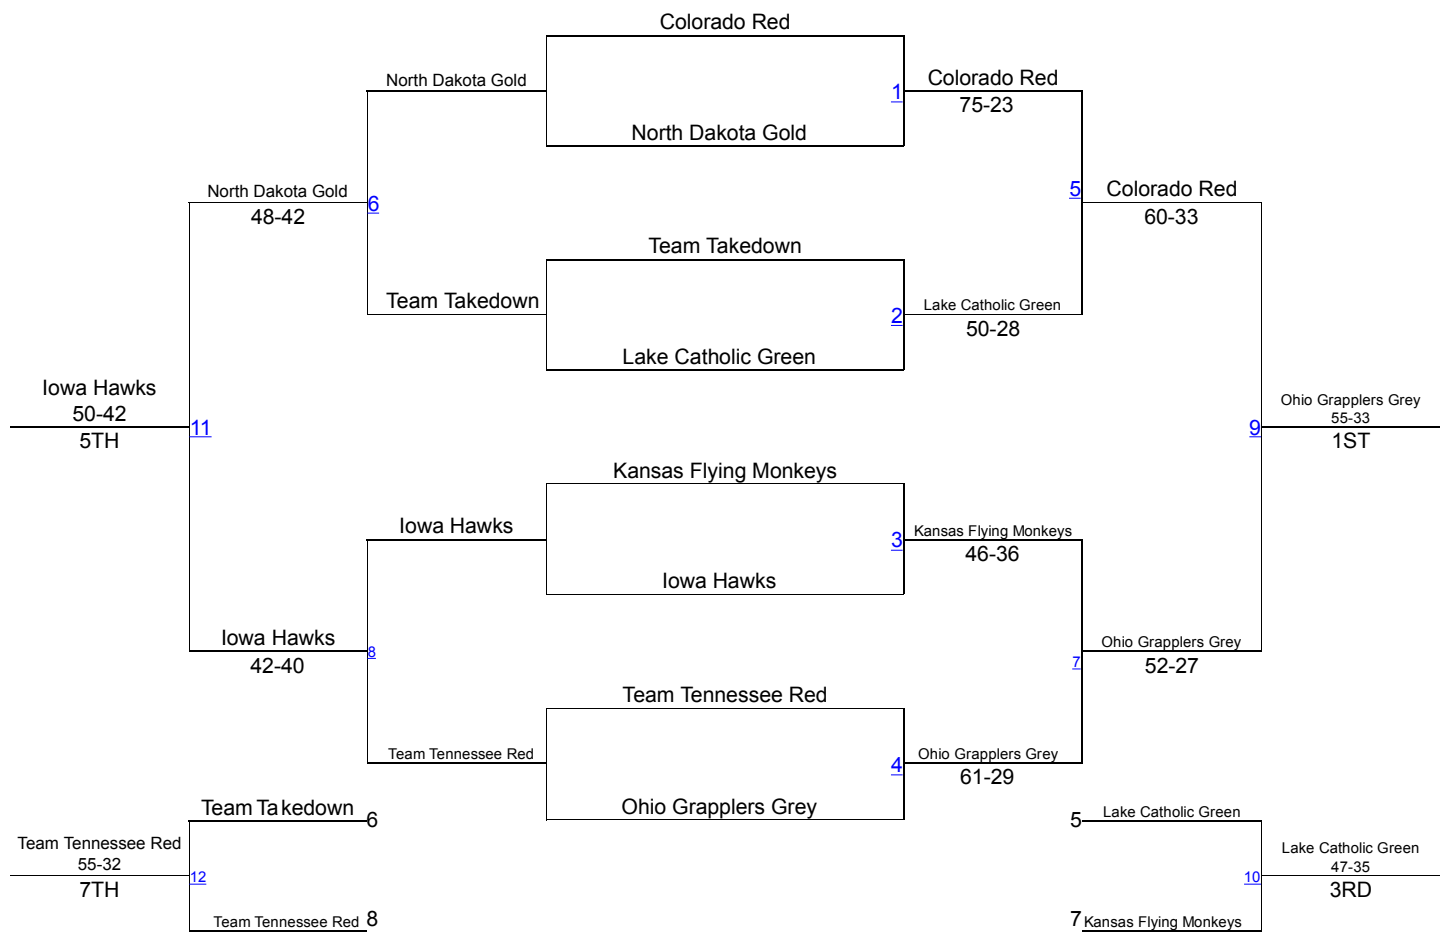 Colorado Red
North Dakota Gold
1
Colorado Red
75-23
North Dakota Gold
North Dakota Gold
48-42
6
5
Colorado Red
60-33
Team Takedown
Team Takedown
2
Lake Catholic Green
50-28
Lake Catholic Green
Iowa Hawks
50-42
5TH
11
9
Ohio Grapplers Grey
55-33
1ST
Kansas Flying Monkeys
Iowa Hawks
3
Kansas Flying Monkeys
46-36
Iowa Hawks
Iowa Hawks
42-40
8
7
Ohio Grapplers Grey
52-27
Team Tennessee Red
Team Tennessee Red
4
Ohio Grapplers Grey
61-29
Ohio Grapplers Grey
Team Takedown 6
5 Lake Catholic Green
Team Tennessee Red
55-32
7TH
12
10
Lake Catholic Green
47-35
3RD
Team Tennessee Red 8
7 Kansas Flying Monkeys